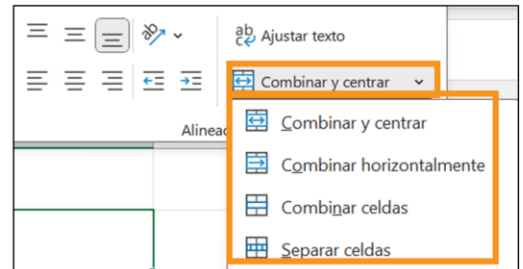 Ajustar texto
Combinar y centrar
Alineac
Combinar y centrar
Combinar horizontalmente
Combinar celdas
Separar celdas